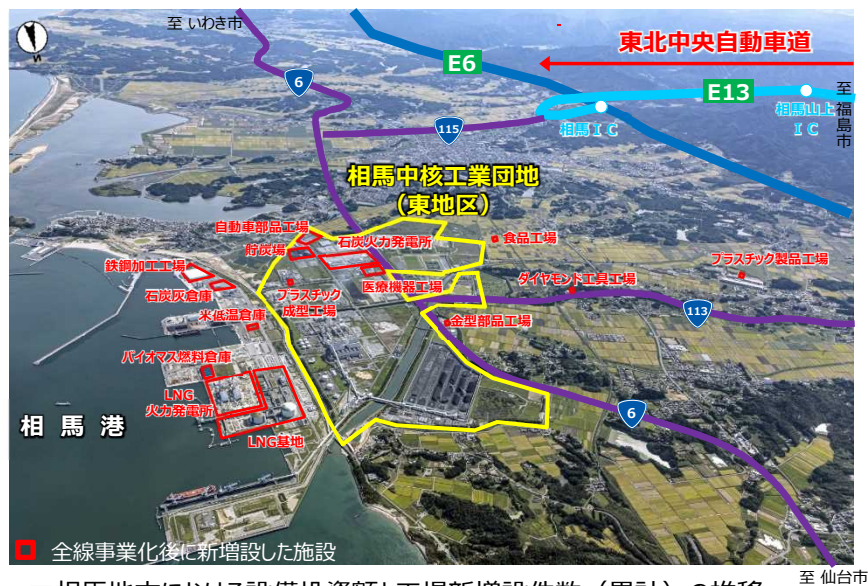 至 いわき市
N
6
E6
東北中央自動車道
E13
至
福
島
市
115
相馬ＩＣ
相馬山上
ＩＣ
相馬中核工業団地
（東地区）
自動車部品工場
貯炭場
石炭火力発電所
食品工場
鉄鋼加工工場
石炭灰倉庫
プラスチック
成型工場
医療機器工場
ダイヤモンド工具工場
プラスチック製品工場
米低温倉庫
金型部品工場
113
バイオマス燃料倉庫
LNG
火力発電所
LNG基地
6
相 馬 港
全線事業化後に新増設した施設
至 仙台市